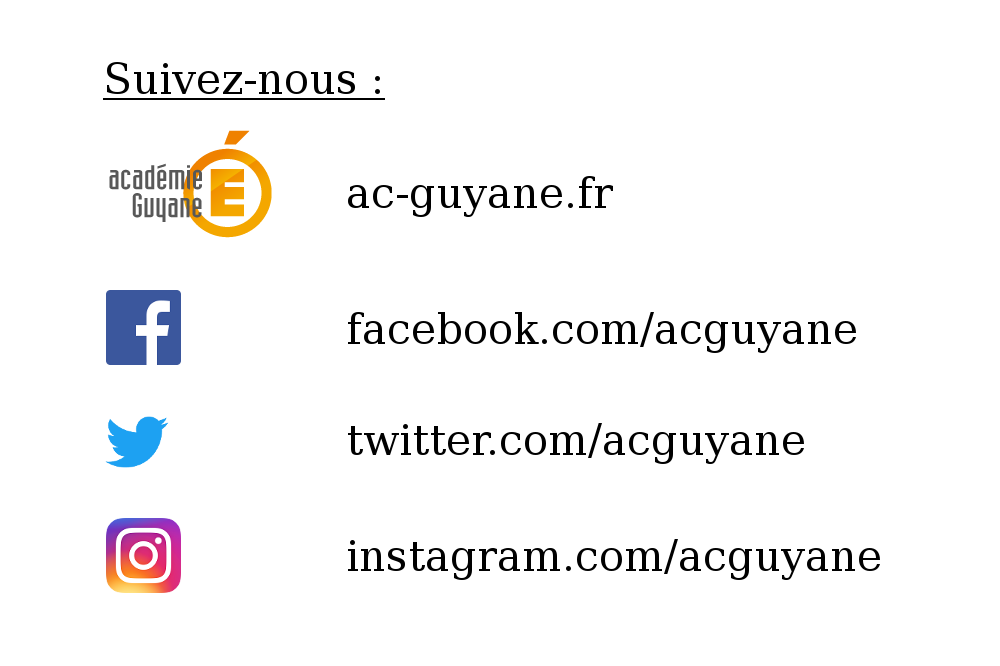 Suivez-nous :
académie
Guyane
É
ac-guyane.fr
facebook.com/acguyane
twitter.com/acguyane
instagram.com/acguyane